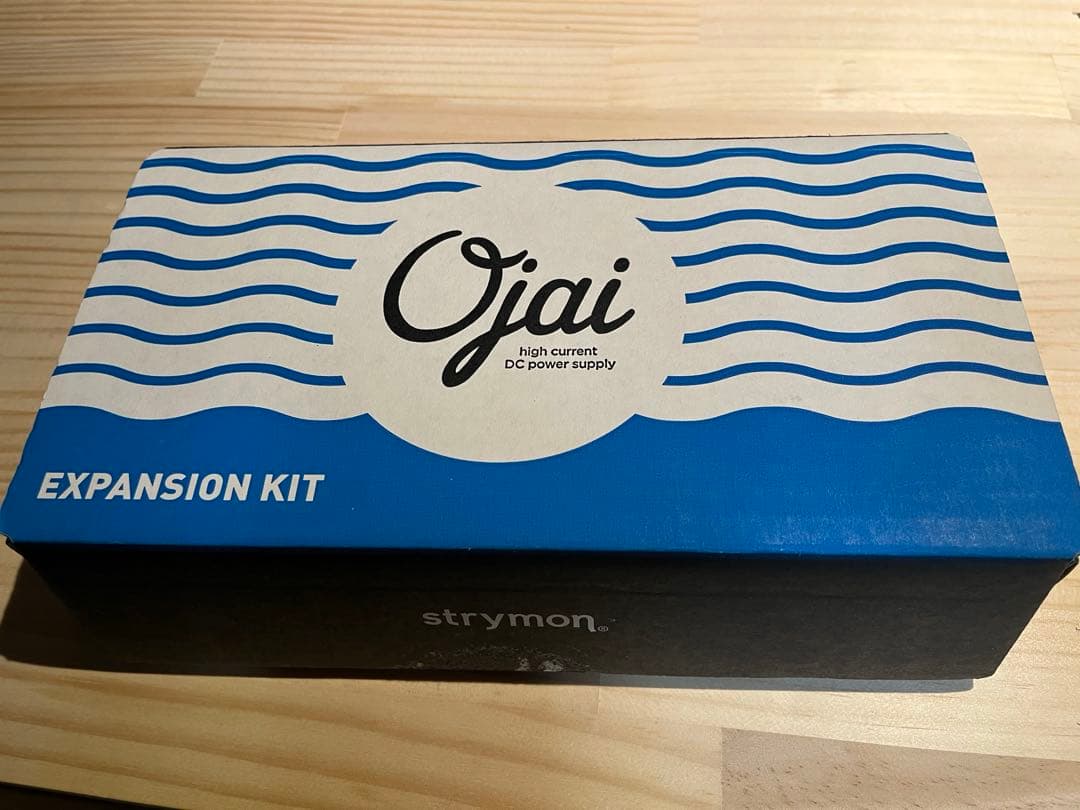 Ojai
high current
DC power supply
EXPANSION KIT
strymon®